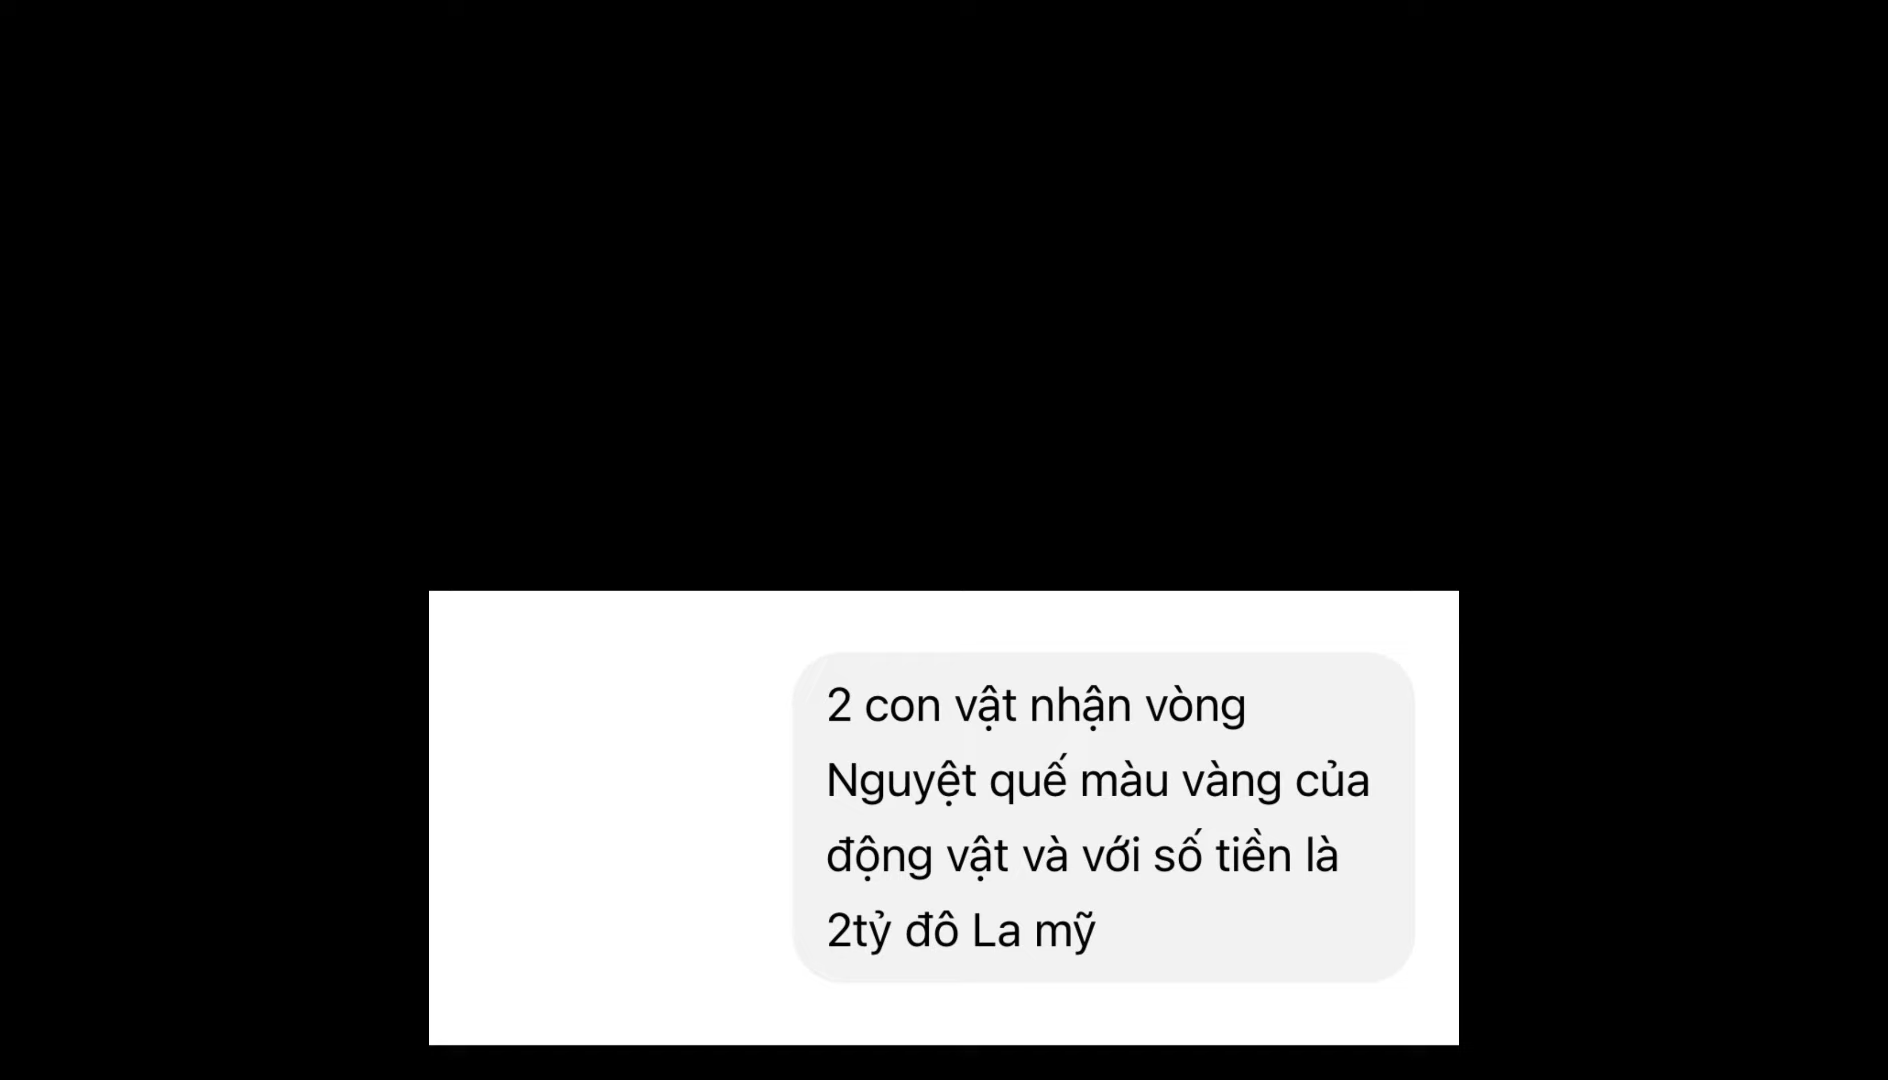 2 con vật nhận vòng
Nguyệt quế màu vàng của
động vật và với số tiền là
2tỷ đô La mỹ